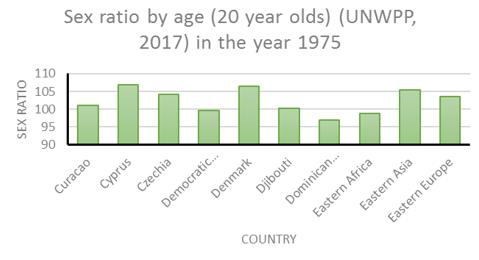 Sex ratio by age (20 year olds) (UNWPP,
2017) in the year 1975
SEX RATIO
110
105
100
95
90
Curacao
Cyprus
Czechia
Democratic...
Denmark
Djibouti
Dominican...
Eastern Africa
Eastern Asia
Eastern Europe
COUNTRY